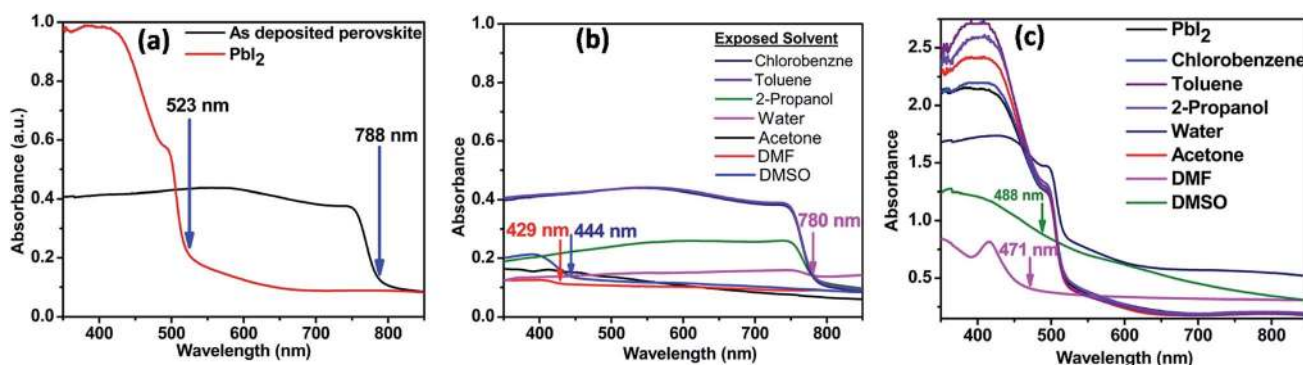 (a)
As deposited perovskite
PbI2
523 nm
788 nm
1.0
0.8
0.6
0.4
0.2
0.0
400 500 600 700 800
Wavelength (nm)
Absorbance (a.u.)
(b)
Exposed Solvent
Chlorobenzne
Toluene
2-Propanol
Water
Acetone
DMF
DMSO
429 nm
444 nm
780 nm
1.0
0.8
0.6
0.4
0.2
0.0
400 500 600 700 800
Wavelength (nm)
Absorbance
(c)
PbI2
Chlorobenzene
Toluene
2-Propanol
Water
Acetone
DMF
DMSO
488 nm
471 nm
2.5
2.0
1.5
1.0
0.5
400 500 600 700 800
Wavelength (nm)
Absorbance